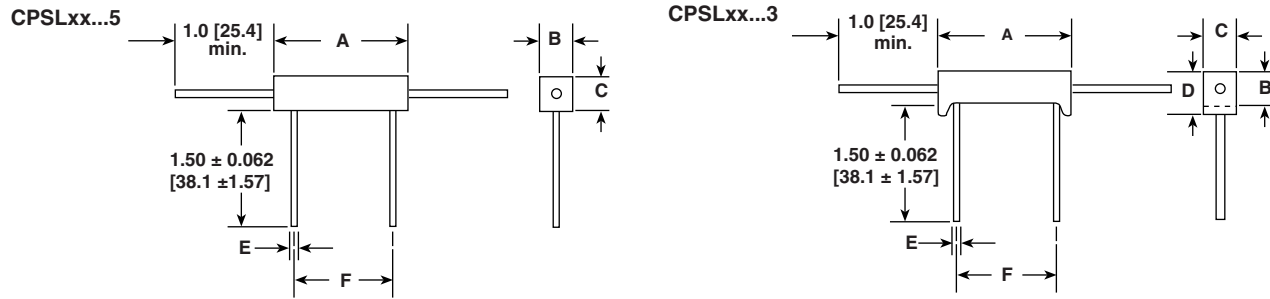 CPSLxx...5
1.0 [25.4]
min.
A
B
C
1.50 ± 0.062
[38.1 ±1.57]
E
F
CPSLxx...3
1.0 [25.4]
min.
A
C
D
B
1.50 ± 0.062
[38.1 ± 1.57]
E
F